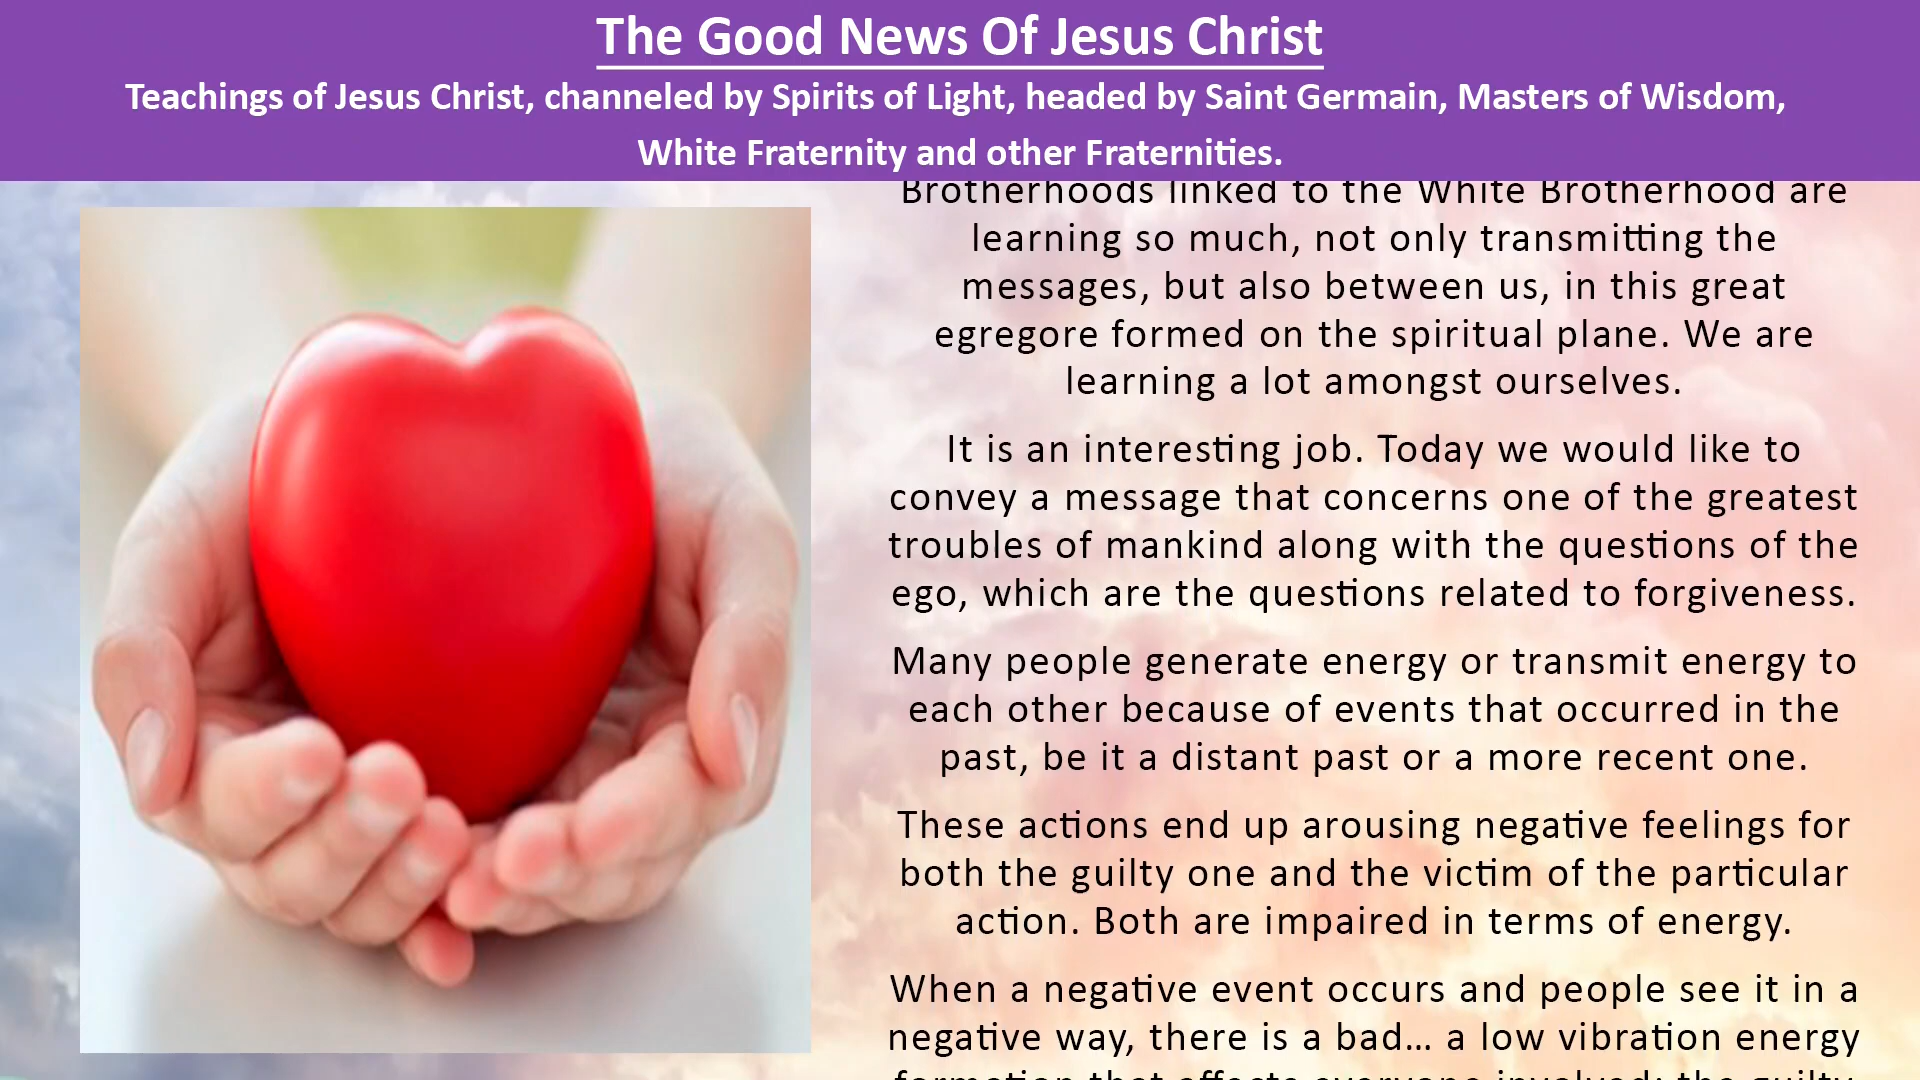 The Good News Of Jesus Christ
Teachings of Jesus Christ, channeled by Spirits of Light, headed by Saint Germain, Masters of Wisdom,
White Fraternity and other Fraternities.
Brotherhoods linked to the White Brotherhood are
learning so much, not only transmitting the
messages, but also between us, in this great
egregore formed on the spiritual plane. We are
learning a lot amongst ourselves.
It is an interesting job. Today we would like to
convey a message that concerns one of the greatest
troubles of mankind along with the questions of the
ego, which are the questions related to forgiveness.
Many people generate energy or transmit energy to
each other because of events that occurred in the
past, be it a distant past or a more recent one.
These actions end up arousing negative feelings for
both the guilty one and the victim of the particular
action. Both are impaired in terms of energy.
When a negative event occurs and people see it in a
negative way, there is a bad... a low vibration energy
formation that affects everyone involved: the guilty